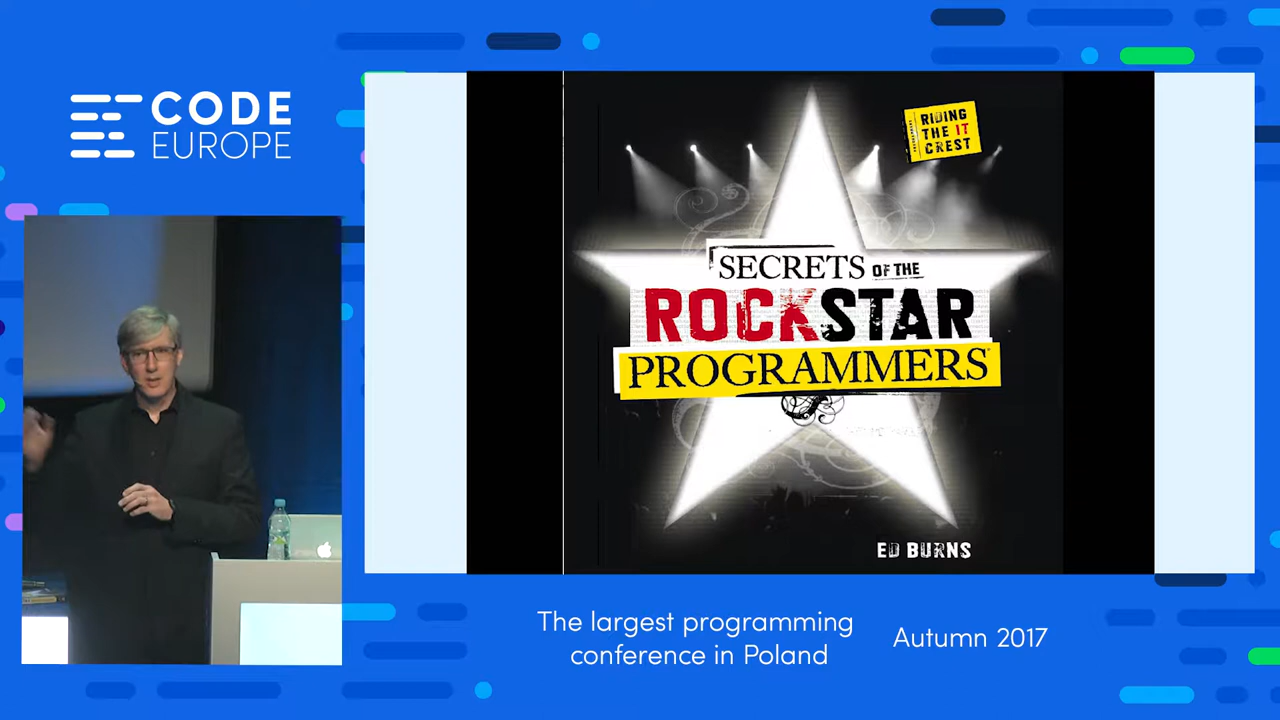 CODE
EUROPE
RIDING
THE IT
CREST
SECRETS OF THE
ROCKSTAR
PROGRAMMERS
ED BURNS
The largest programming
conference in Poland
Autumn 2017